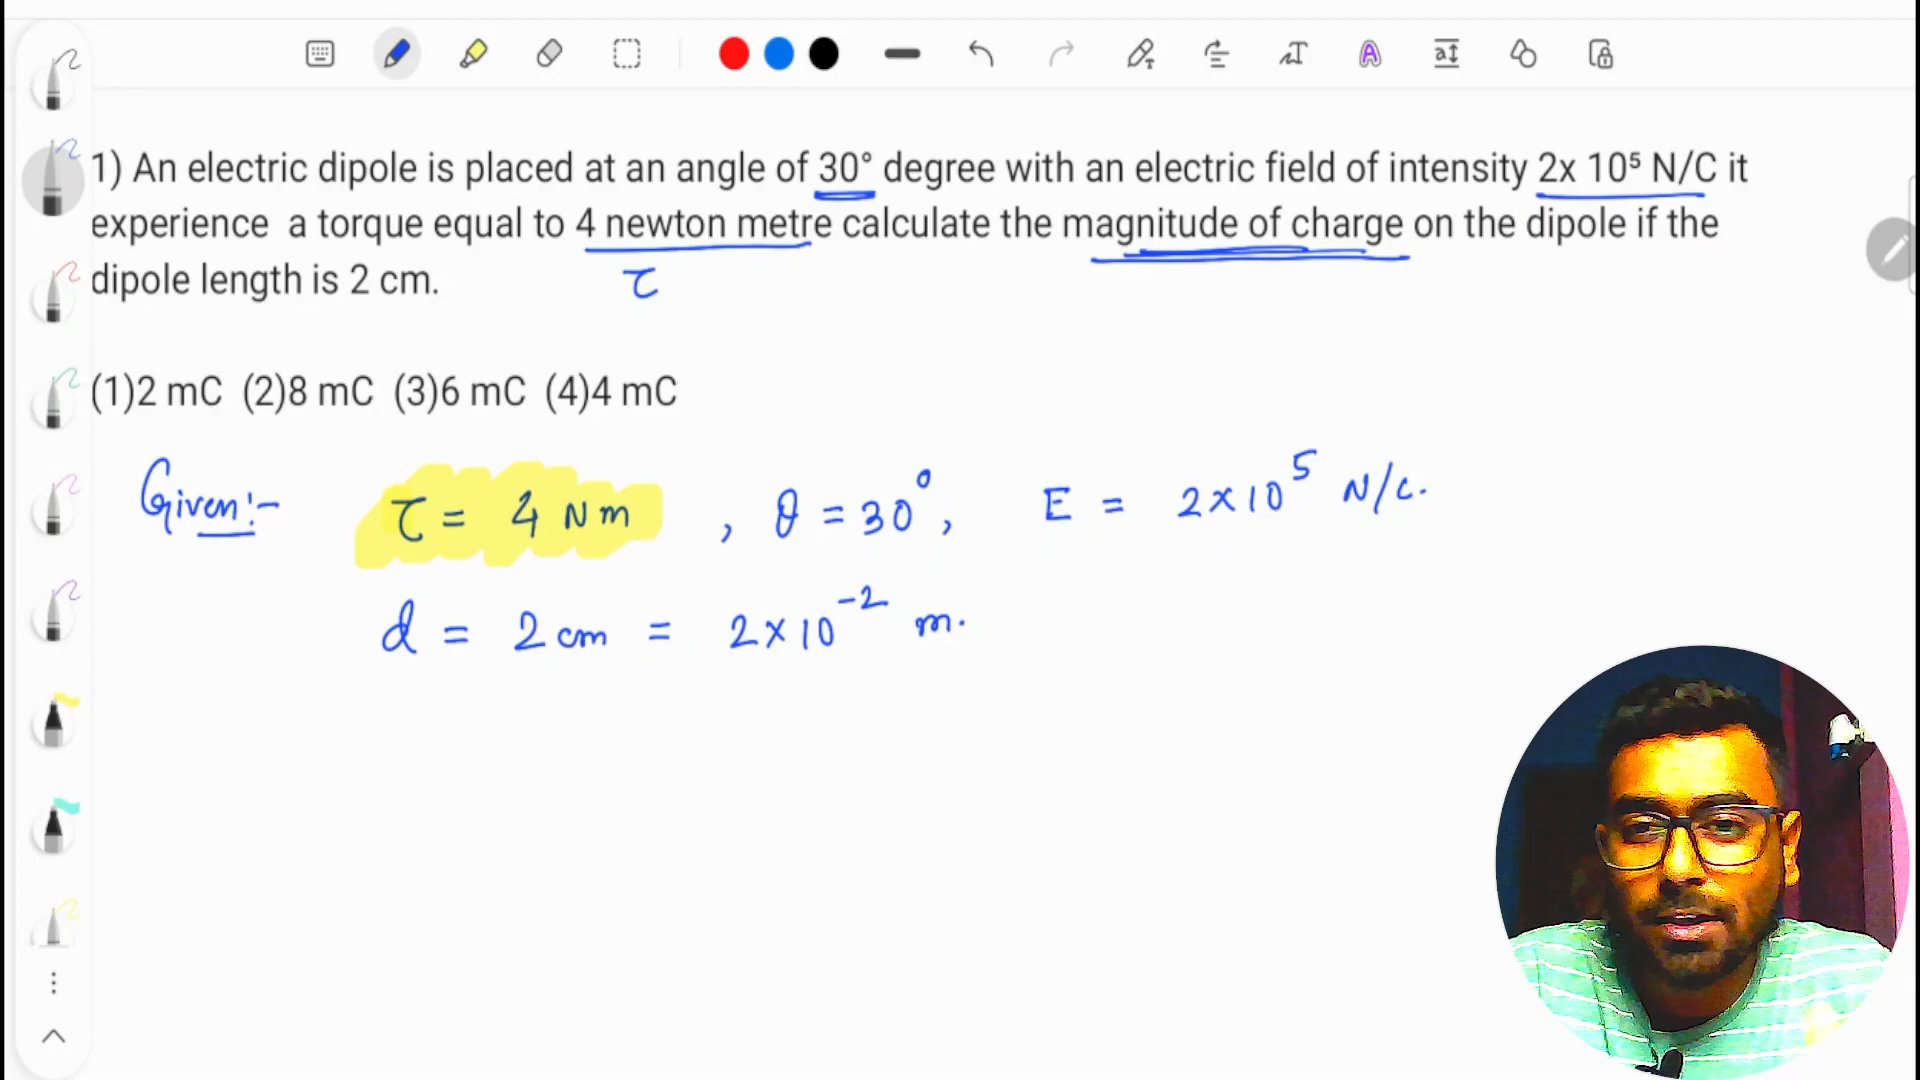 1) An electric dipole is placed at an angle of 30° degree with an electric field of intensity 2x 10⁵ N/C it
experience a torque equal to 4 newton metre calculate the magnitude of charge on the dipole if the
dipole length is 2 cm.
τ
(1)2 mC (2)8 mC (3)6 mC (4)4 mC
Given:- τ = 4 Nm , θ = 30°, E = 2×10⁵ N/C.
d = 2 cm = 2×10⁻² m.